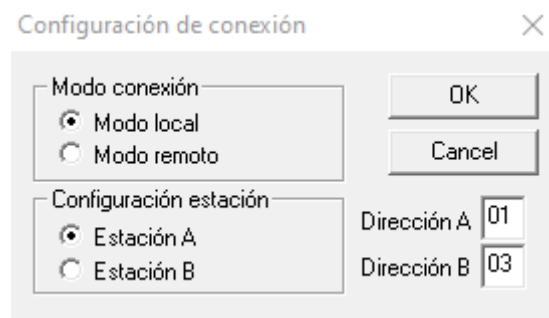 Configuración de conexión
Modo conexión
Modo local
Modo remoto
OK
Cancel
Configuración estación
Estación A
Estación B
Dirección A 01
Dirección B 03